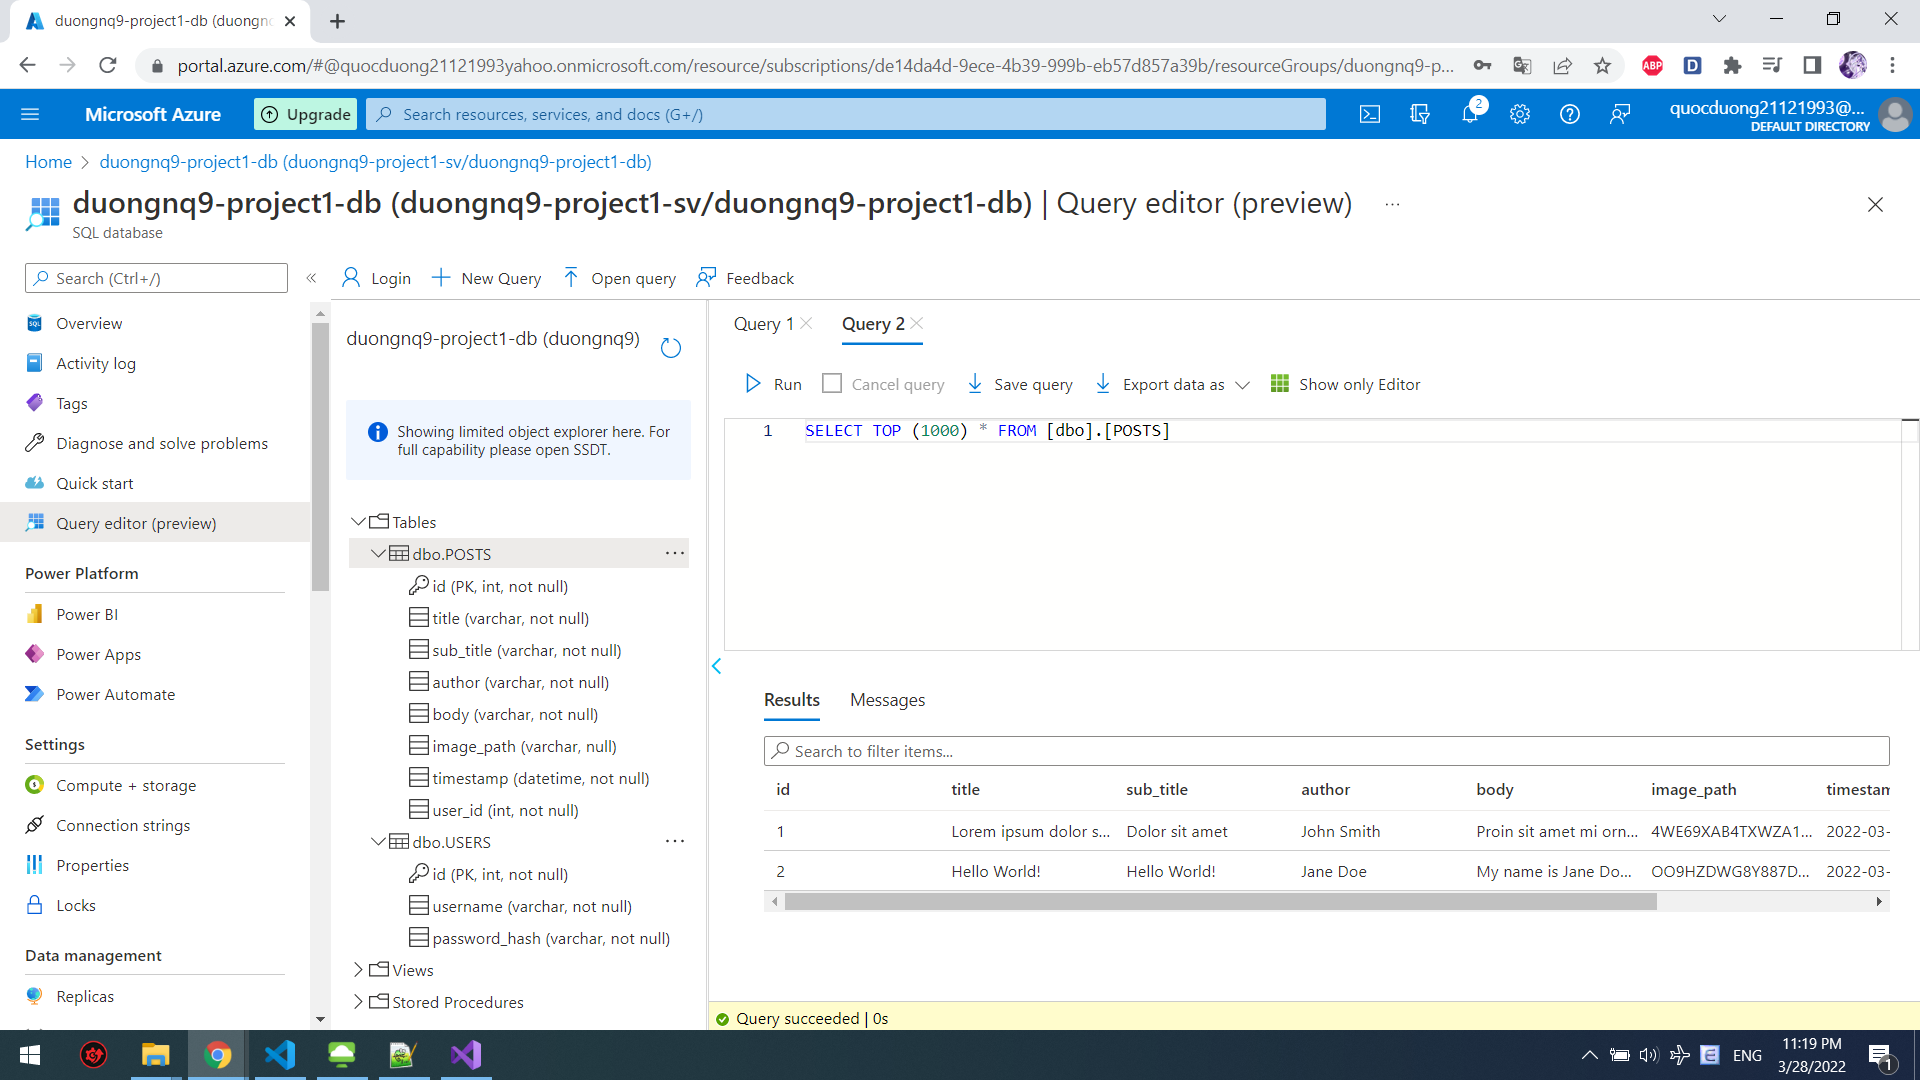 duongnq9-project1-db (duongn
portal.azure.com/#@quocduong21121993yahoo.onmicrosoft.com/resource/subscriptions/de14da4d-9ece-4b39-999b-eb57d857a39b/resourceGroups/duongnq9-p...
ABP
D
Microsoft Azure
Upgrade
Search resources, services, and docs (G+/)
2
quocduong21121993@...
DEFAULT DIRECTORY
Home > duongnq9-project1-db (duongnq9-project1-sv/duongnq9-project1-db)
duongnq9-project1-db (duongnq9-project1-sv/duongnq9-project1-db) | Query editor (preview) ...
SQL database
Search (Ctrl+/)
«
Login
New Query
Open query
Feedback
SQL
Overview
Activity log
Tags
Diagnose and solve problems
Quick start
Query editor (preview)
Power Platform
Power BI
Power Apps
Power Automate
Settings
Compute + storage
Connection strings
Properties
Locks
Data management
Replicas
duongnq9-project1-db (duongnq9)
Showing limited object explorer here. For
full capability please open SSDT.
Tables
dbo.POSTS ...
id (PK, int, not null)
title (varchar, not null)
sub_title (varchar, not null)
author (varchar, not null)
body (varchar, not null)
image_path (varchar, null)
timestamp (datetime, not null)
user_id (int, not null)
dbo.USERS ...
id (PK, int, not null)
username (varchar, not null)
password_hash (varchar, not null)
Views
Stored Procedures
Query 1
Query 2
Run
Cancel query
Save query
Export data as
Show only Editor
1 SELECT TOP (1000) * FROM [dbo].[POSTS]
Results
Messages
Search to filter items...
id title sub_title author body image_path timestam
1 Lorem ipsum dolor s... Dolor sit amet John Smith Proin sit amet mi orn... 4WE69XAB4TXWZA1... 2022-03-
2 Hello World! Hello World! Jane Doe My name is Jane Do... OO9HZDWG8Y887D... 2022-03-
Query succeeded | 0s
ENG
11:19 PM
3/28/2022
1